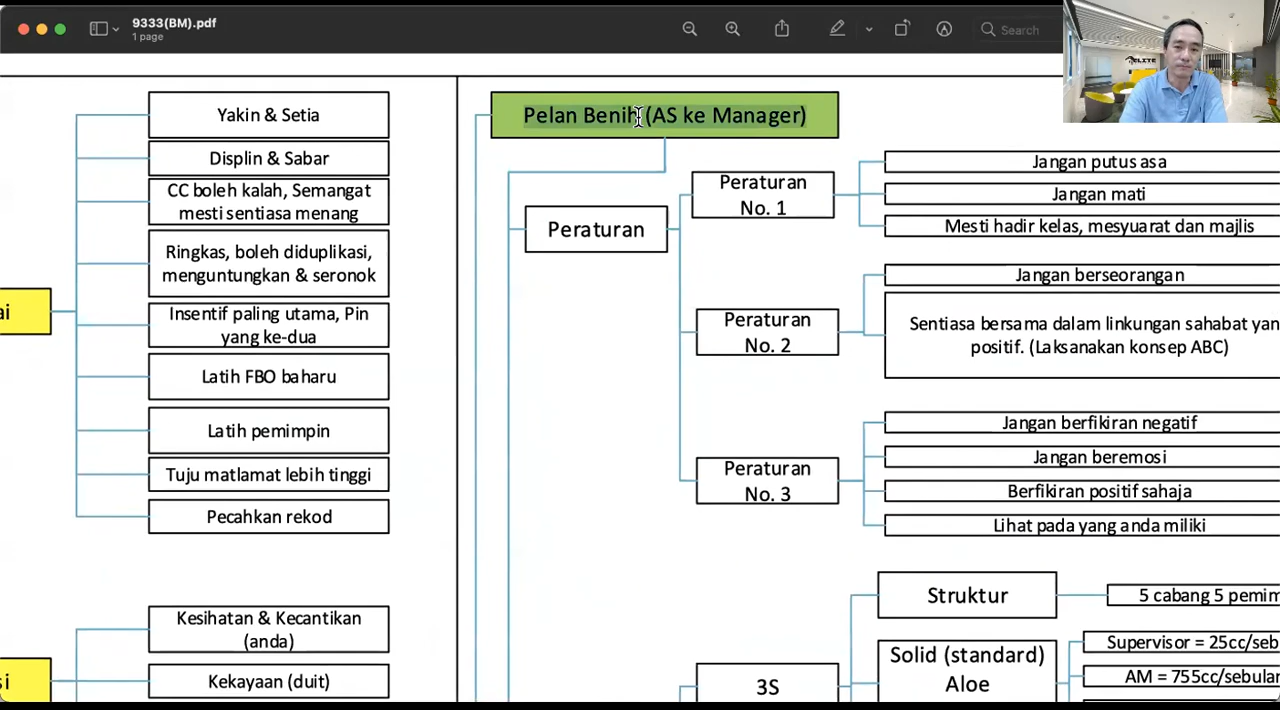 9333(BM).pdf
1 page
Search
ELITE
Yakin & Setia
Displin & Sabar
CC boleh kalah, Semangat
mesti sentiasa menang
Ringkas, boleh diduplikasi,
menguntungkan & seronok
Insentif paling utama, Pin
yang ke-dua
Latih FBO baharu
Latih pemimpin
Tuju matlamat lebih tinggi
Pecahkan rekod
ai
Kesihatan & Kecantikan
(anda)
Kekayaan (duit)
si
Pelan Benih (AS ke Manager)
Peraturan
Peraturan
No. 1
Jangan putus asa
Jangan mati
Mesti hadir kelas, mesyuarat dan majlis
Peraturan
No. 2
Jangan berseorangan
Sentiasa bersama dalam linkungan sahabat yan
positif. (Laksanakan konsep ABC)
Peraturan
No. 3
Jangan berfikiran negatif
Jangan beremosi
Berfikiran positif sahaja
Lihat pada yang anda miliki
3S
Struktur
5 cabang 5 pemim
Solid (standard)
Aloe
Supervisor = 25cc/seb
AM = 755cc/sebular